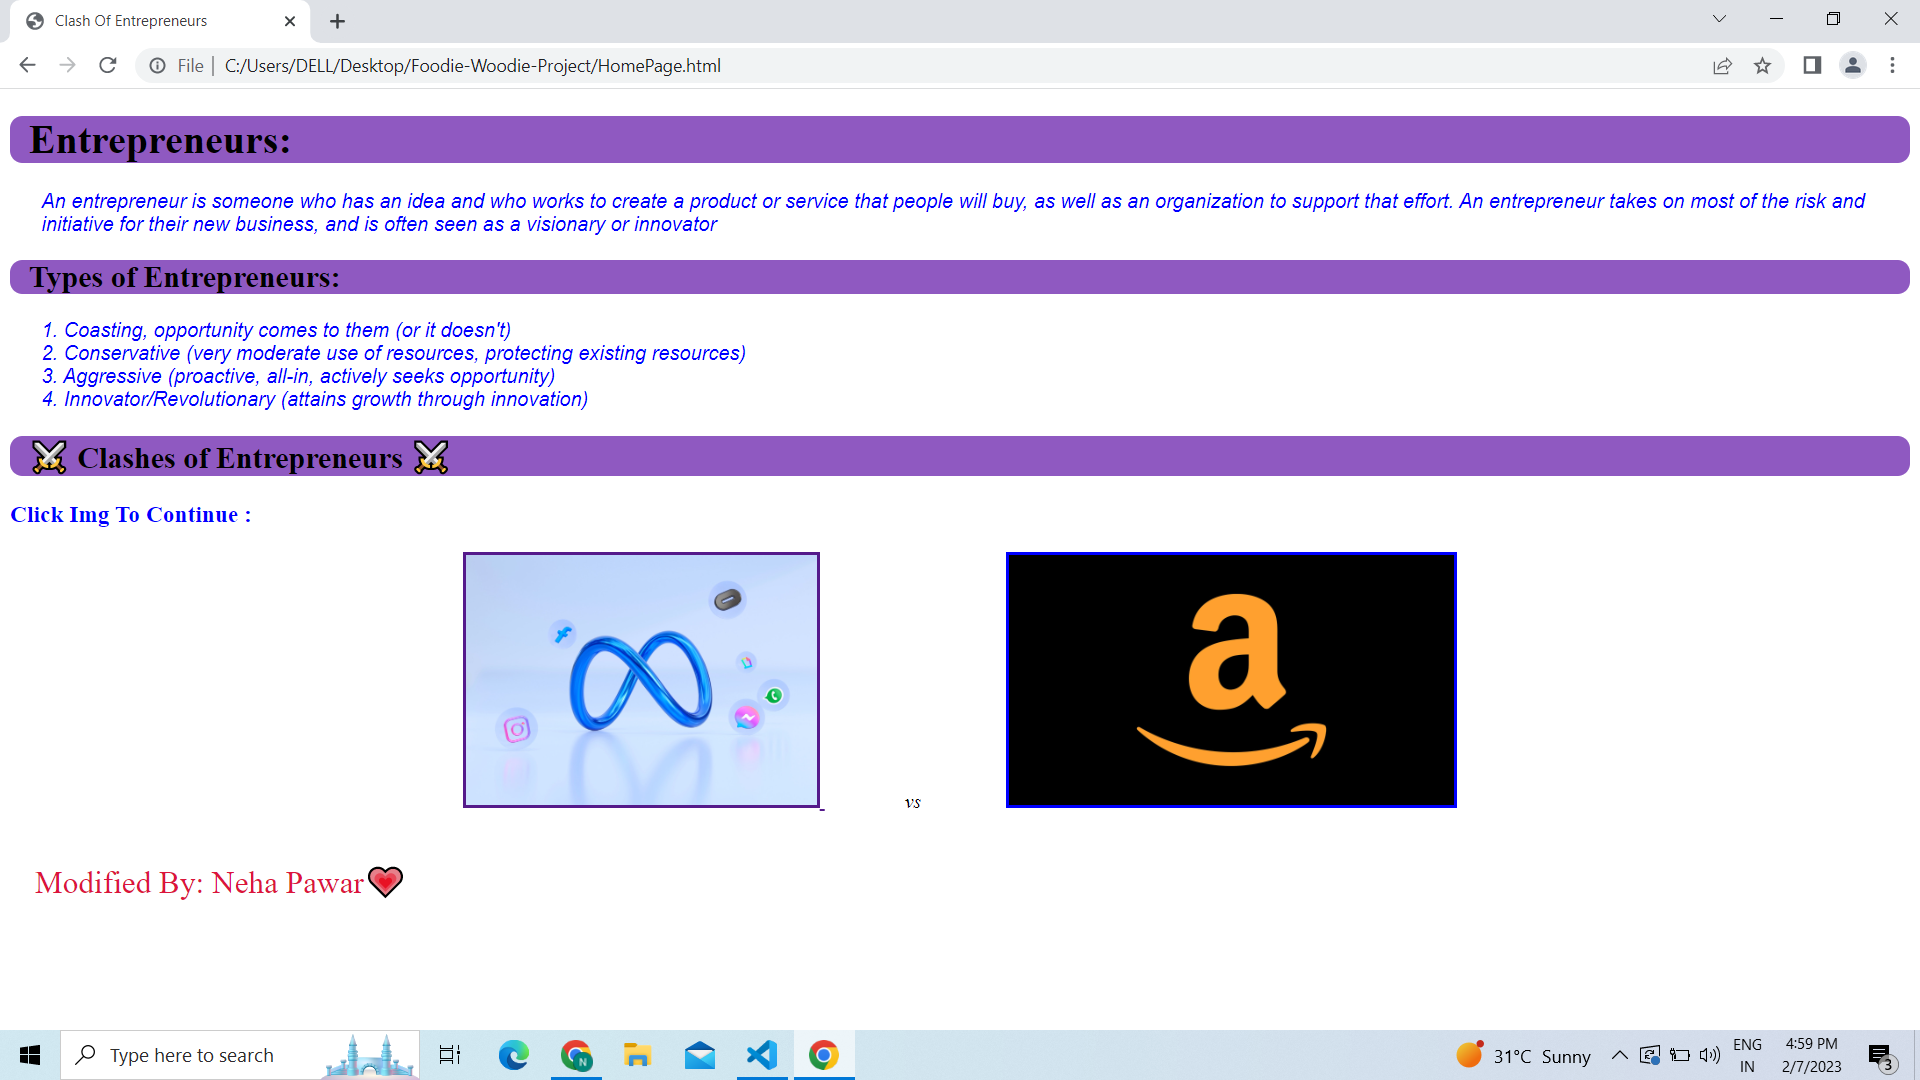 Clash Of Entrepreneurs
File | C:/Users/DELL/Desktop/Foodie-Woodie-Project/HomePage.html
Entrepreneurs:
An entrepreneur is someone who has an idea and who works to create a product or service that people will buy, as well as an organization to support that effort. An entrepreneur takes on most of the risk and
initiative for their new business, and is often seen as a visionary or innovator
Types of Entrepreneurs:
1. Coasting, opportunity comes to them (or it doesn't)
2. Conservative (very moderate use of resources, protecting existing resources)
3. Aggressive (proactive, all-in, actively seeks opportunity)
4. Innovator/Revolutionary (attains growth through innovation)
⚔️ Clashes of Entrepreneurs ⚔️
Click Img To Continue :
a
vs
Modified By: Neha Pawar💗
Type here to search
N
31°C Sunny
ENG
IN
4:59 PM
2/7/2023
3